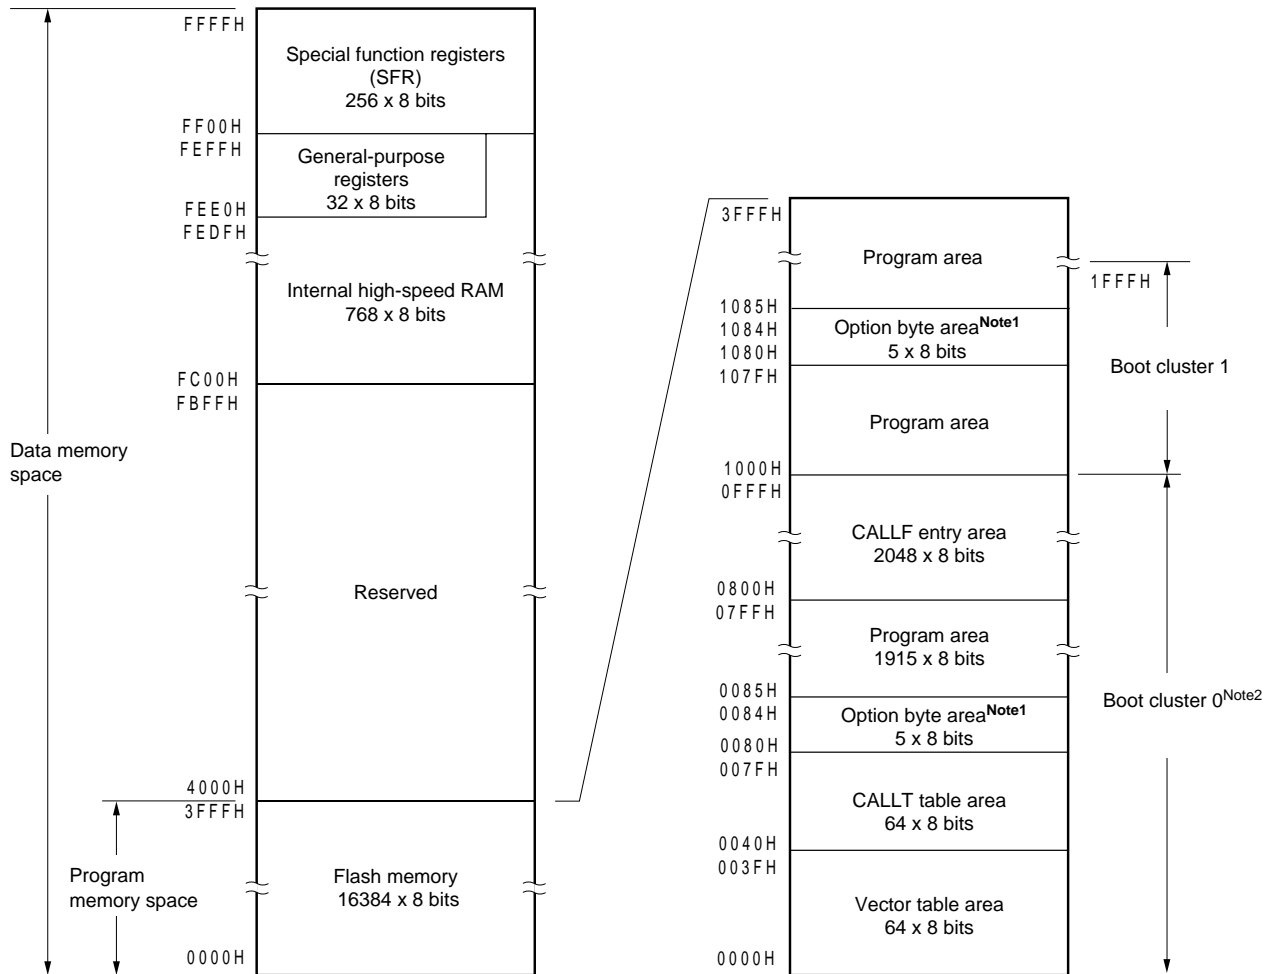 FFFFH
Special function registers
(SFR)
256 x 8 bits
FF00H
FEFFH
General-purpose
registers
32 x 8 bits
FEE0H
FEDFH
Internal high-speed RAM
768 x 8 bits
FC00H
FBFFH
Data memory
space
Reserved
4000H
3FFFH
Program
memory space
Flash memory
16384 x 8 bits
0000H
3FFFH
Program area
1FFFH
1085H
1084H
Option byte areaNote1
5 x 8 bits
1080H
107FH
Boot cluster 1
Program area
1000H
0FFFH
CALLF entry area
2048 x 8 bits
0800H
07FFH
Program area
1915 x 8 bits
0085H
0084H
Option byte areaNote1
5 x 8 bits
Boot cluster 0Note2
0080H
007FH
CALLT table area
64 x 8 bits
0040H
003FH
Vector table area
64 x 8 bits
0000H